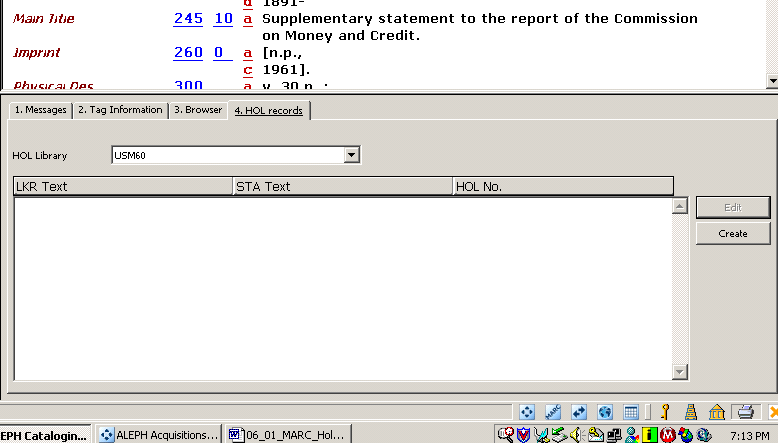 d 1891-
Main Title 245 10 a Supplementary statement to the report of the Commission
on Money and Credit.
Imprint 260 0 a [n.p.,
c 1961].
Physical Des 300 a v, 30 p. ;
1. Messages 2. Tag Information 3. Browser 4. HOL records
HOL Library USM60
LKR Text STA Text HOL No.
Edit
Create
MARC
EPH Catalogin... ALEPH Acquisitions... 06_01_MARC_Hol... 7:13 PM